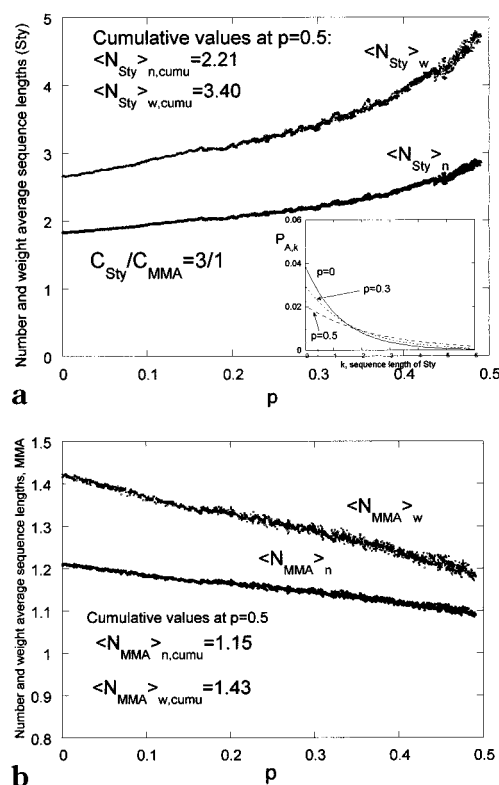 Number and weight average sequence lengths (Sty)
5
4
3
2
1
0
Cumulative values at p=0.5:
<N_Sty>_n,cumu=2.21
<N_Sty>_w,cumu=3.40
<N_Sty>_w
<N_Sty>_n
C_Sty/C_MMA=3/1
P_A,k
0.06
0.04
0.02
0
p=0
p=0.3
p=0.5
k, sequence length of Sty
0 0.1 0.2 0.3 0.4 0.5
p
a
Number and weight average sequence lengths, MMA
1.5
1.4
1.3
1.2
1.1
1
0.9
0.8
<N_MMA>_w
<N_MMA>_n
Cumulative values at p=0.5
<N_MMA>_n,cumu=1.15
<N_MMA>_w,cumu=1.43
0 0.1 0.2 0.3 0.4 0.5
p
b